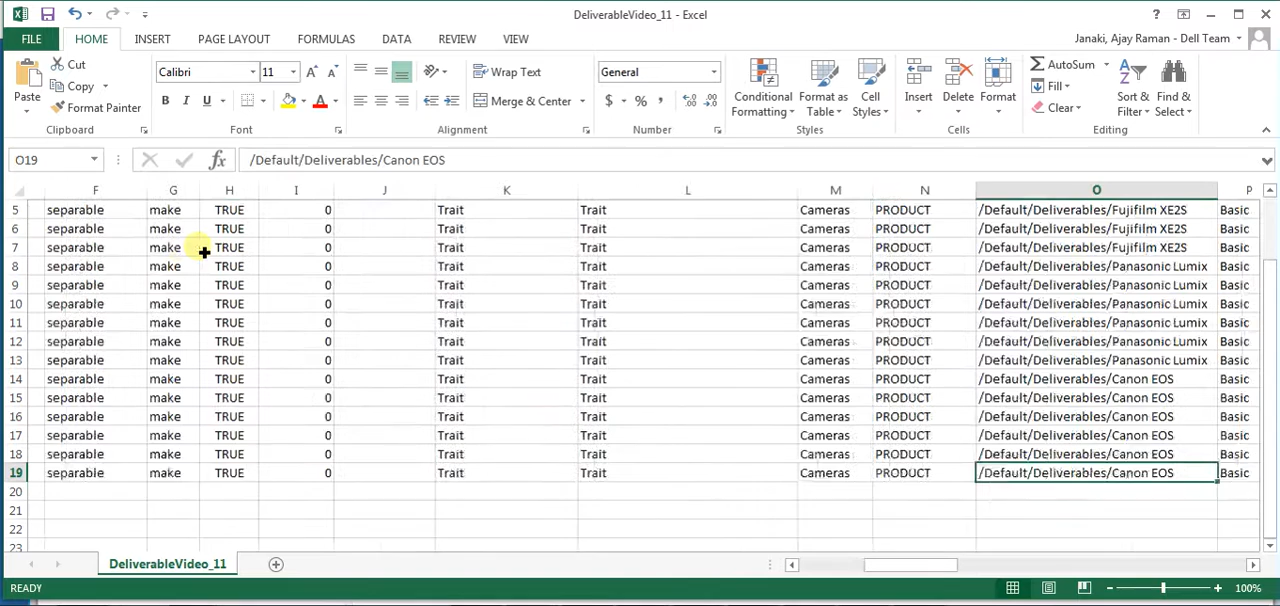 DeliverableVideo_11 - Excel
?
FILE HOME INSERT PAGE LAYOUT FORMULAS DATA REVIEW VIEW Janaki, Ajay Raman - Dell Team
Paste Cut Copy Format Painter Clipboard
Calibri 11 A A B I U A Font
Wrap Text Merge & Center Alignment
General $ % , Number
Conditional Formatting Format as Table Cell Styles Styles
Insert Delete Format Cells
AutoSum Fill Clear Sort & Filter Find & Select Editing
O19 fx /Default/Deliverables/Canon EOS
F G H I J K L M N O P
5 separable make TRUE 0 Trait Trait Cameras PRODUCT /Default/Deliverables/Fujifilm XE2S Basic
6 separable make TRUE 0 Trait Trait Cameras PRODUCT /Default/Deliverables/Fujifilm XE2S Basic
7 separable make TRUE 0 Trait Trait Cameras PRODUCT /Default/Deliverables/Fujifilm XE2S Basic
8 separable make TRUE 0 Trait Trait Cameras PRODUCT /Default/Deliverables/Panasonic Lumix Basic
9 separable make TRUE 0 Trait Trait Cameras PRODUCT /Default/Deliverables/Panasonic Lumix Basic
10 separable make TRUE 0 Trait Trait Cameras PRODUCT /Default/Deliverables/Panasonic Lumix Basic
11 separable make TRUE 0 Trait Trait Cameras PRODUCT /Default/Deliverables/Panasonic Lumix Basic
12 separable make TRUE 0 Trait Trait Cameras PRODUCT /Default/Deliverables/Panasonic Lumix Basic
13 separable make TRUE 0 Trait Trait Cameras PRODUCT /Default/Deliverables/Panasonic Lumix Basic
14 separable make TRUE 0 Trait Trait Cameras PRODUCT /Default/Deliverables/Canon EOS Basic
15 separable make TRUE 0 Trait Trait Cameras PRODUCT /Default/Deliverables/Canon EOS Basic
16 separable make TRUE 0 Trait Trait Cameras PRODUCT /Default/Deliverables/Canon EOS Basic
17 separable make TRUE 0 Trait Trait Cameras PRODUCT /Default/Deliverables/Canon EOS Basic
18 separable make TRUE 0 Trait Trait Cameras PRODUCT /Default/Deliverables/Canon EOS Basic
19 separable make TRUE 0 Trait Trait Cameras PRODUCT /Default/Deliverables/Canon EOS Basic
20
21
22
23
DeliverableVideo_11
READY 100%